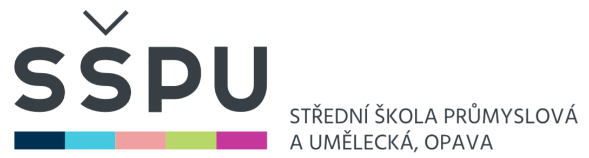 SŠPU
STŘEDNÍ ŠKOLA PRŮMYSLOVÁ
A UMĚLECKÁ, OPAVA